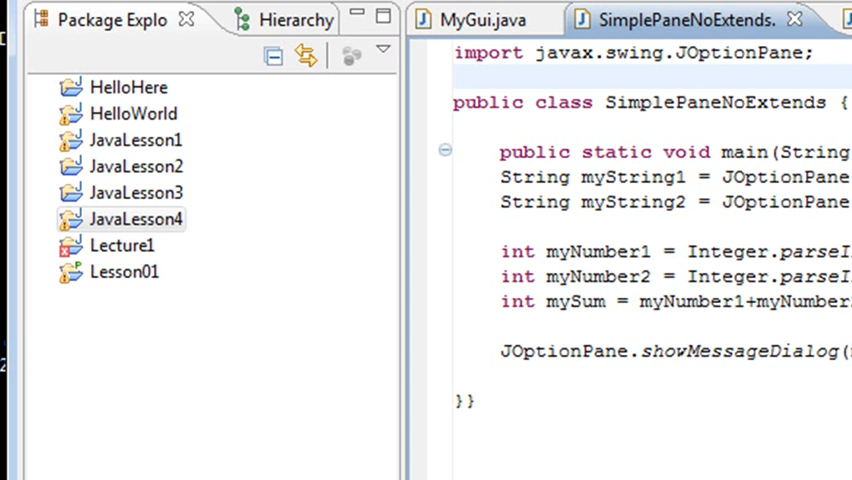 Package Explo
Hierarchy
HelloHere
HelloWorld
JavaLesson1
JavaLesson2
JavaLesson3
JavaLesson4
Lecture1
Lesson01
MyGui.java
SimplePaneNoExtends.
import javax.swing.JOptionPane;
public class SimplePaneNoExtends {
public static void main(String
String myString1 = JOptionPane
String myString2 = JOptionPane
int myNumber1 = Integer.parseI
int myNumber2 = Integer.parseI
int mySum = myNumber1+myNumber
JOptionPane.showMessageDialog(
}}